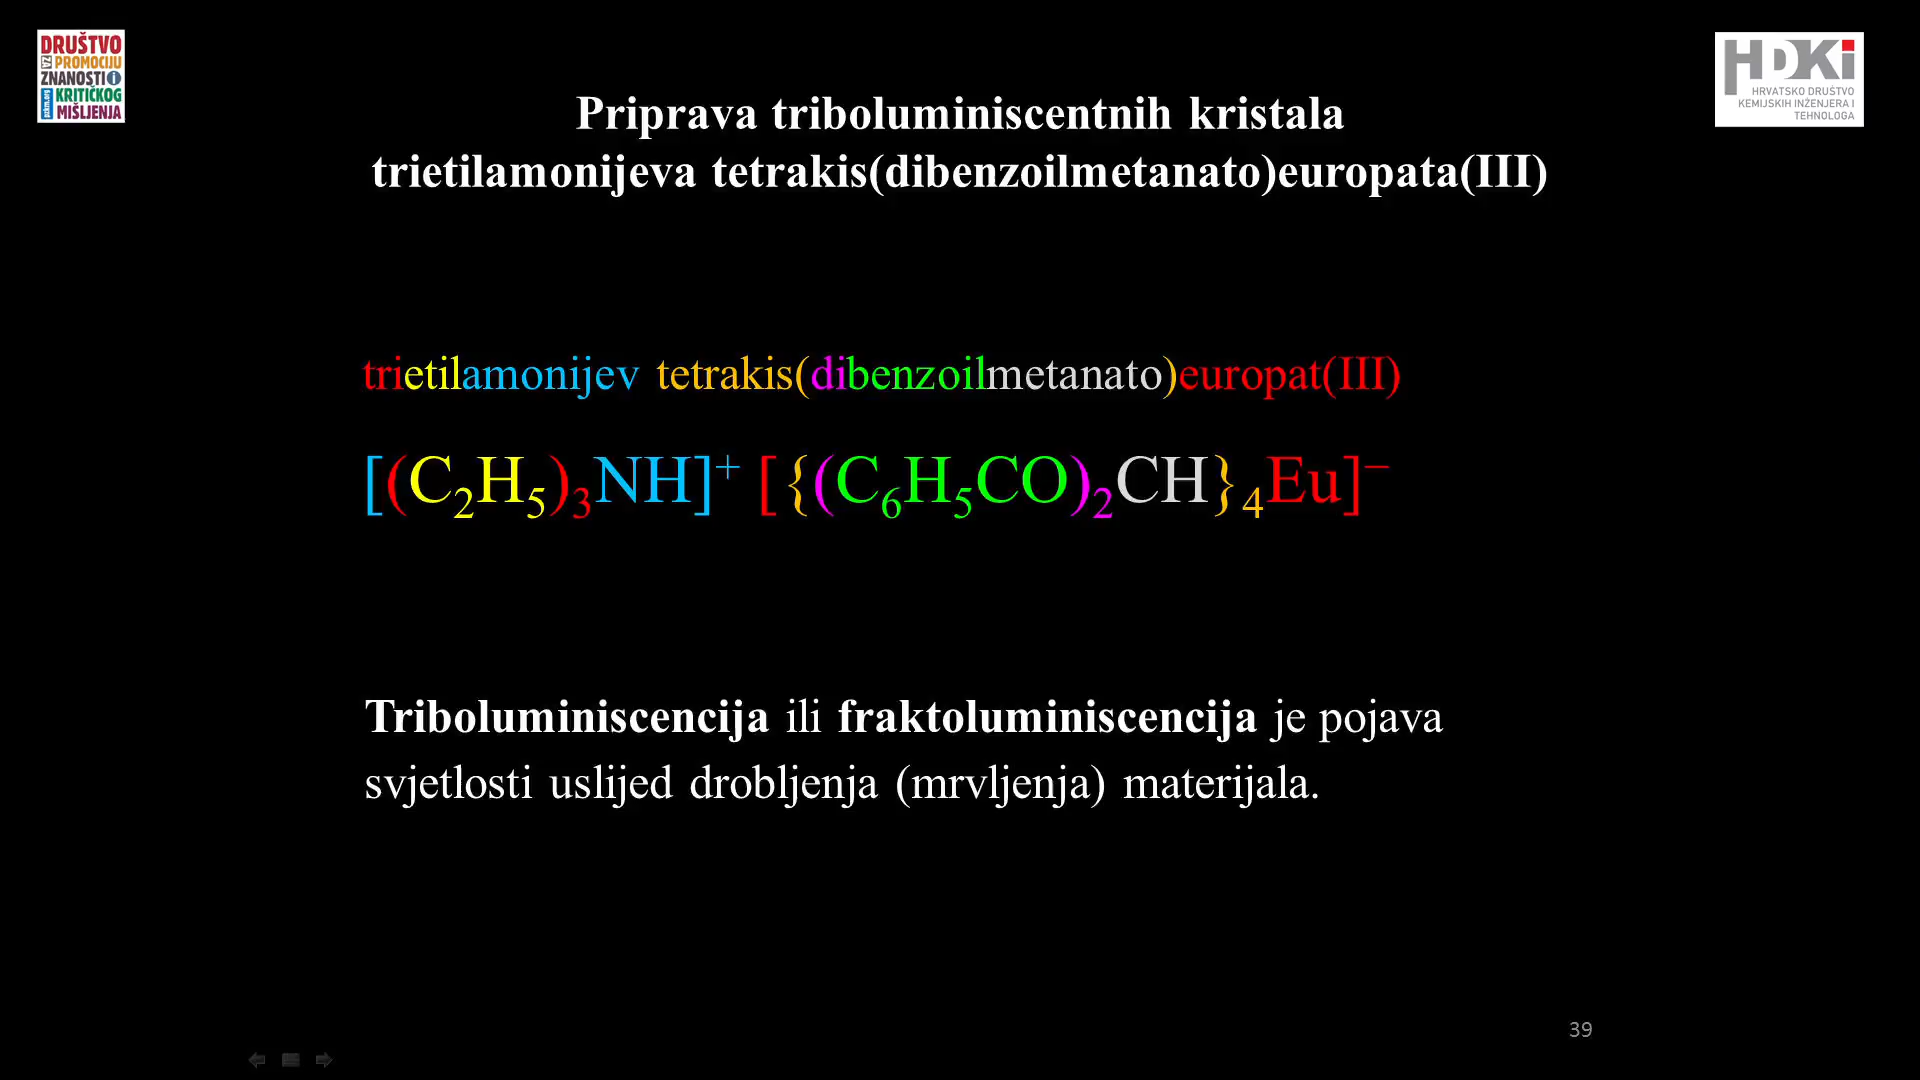 DRUŠTVO
ZA PROMOCIJU
ZNANOSTI i
KRITIČKOG
MIŠLJENJA
pzkm.org
HDKi
HRVATSKO DRUŠTVO
KEMIJSKIH INŽENJERA I
TEHNOLOGA
Priprava triboluminiscentnih kristala
trietilamonijeva tetrakis(dibenzoilmetanato)europata(III)
trietilamonijev tetrakis(dibenzoilmetanato)europat(III)
[(C₂H₅)₃NH]⁺ [{(C₆H₅CO)₂CH}₄Eu]⁻
Triboluminiscencija ili fraktoluminiscencija je pojava
svjetlosti uslijed drobljenja (mrvljenja) materijala.
39